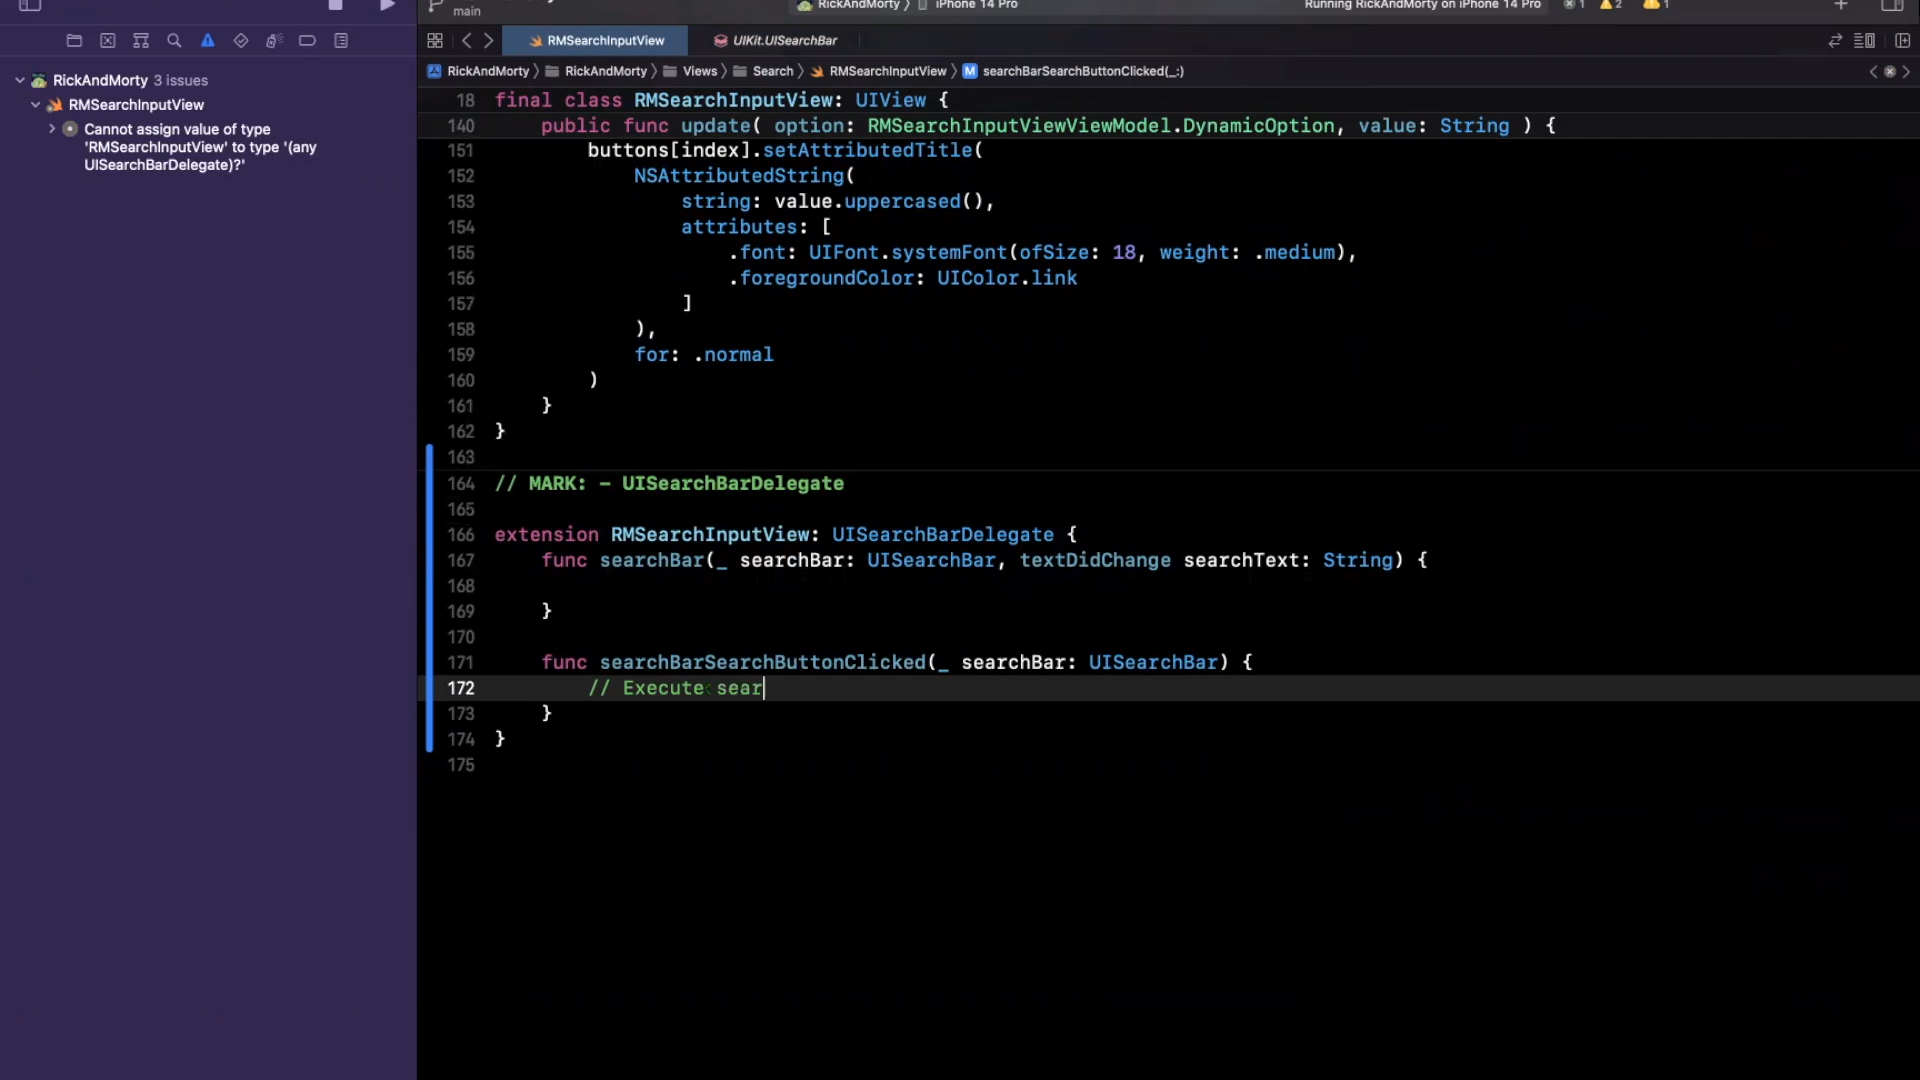 main
RickAndMorty
iPhone 14 Pro
Running RickAndMorty on iPhone 14 Pro
1
2
1
RMSearchInputView
UIKit.UISearchBar
RickAndMorty
RickAndMorty
Views
Search
RMSearchInputView
M
searchBarSearchButtonClicked(_:)
RickAndMorty 3 issues
RMSearchInputView
Cannot assign value of type
'RMSearchInputView' to type '(any
UISearchBarDelegate)?'
18 final class RMSearchInputView: UIView {
140 public func update( option: RMSearchInputViewViewModel.DynamicOption, value: String ) {
151 buttons[index].setAttributedTitle(
152 NSAttributedString(
153 string: value.uppercased(),
154 attributes: [
155 .font: UIFont.systemFont(ofSize: 18, weight: .medium),
156 .foregroundColor: UIColor.link
157 ]
158 ),
159 for: .normal
160 )
161 }
162 }
163
164 // MARK: - UISearchBarDelegate
165
166 extension RMSearchInputView: UISearchBarDelegate {
167 func searchBar(_ searchBar: UISearchBar, textDidChange searchText: String) {
168
169 }
170
171 func searchBarSearchButtonClicked(_ searchBar: UISearchBar) {
172 // Execute sear
173 }
174 }
175